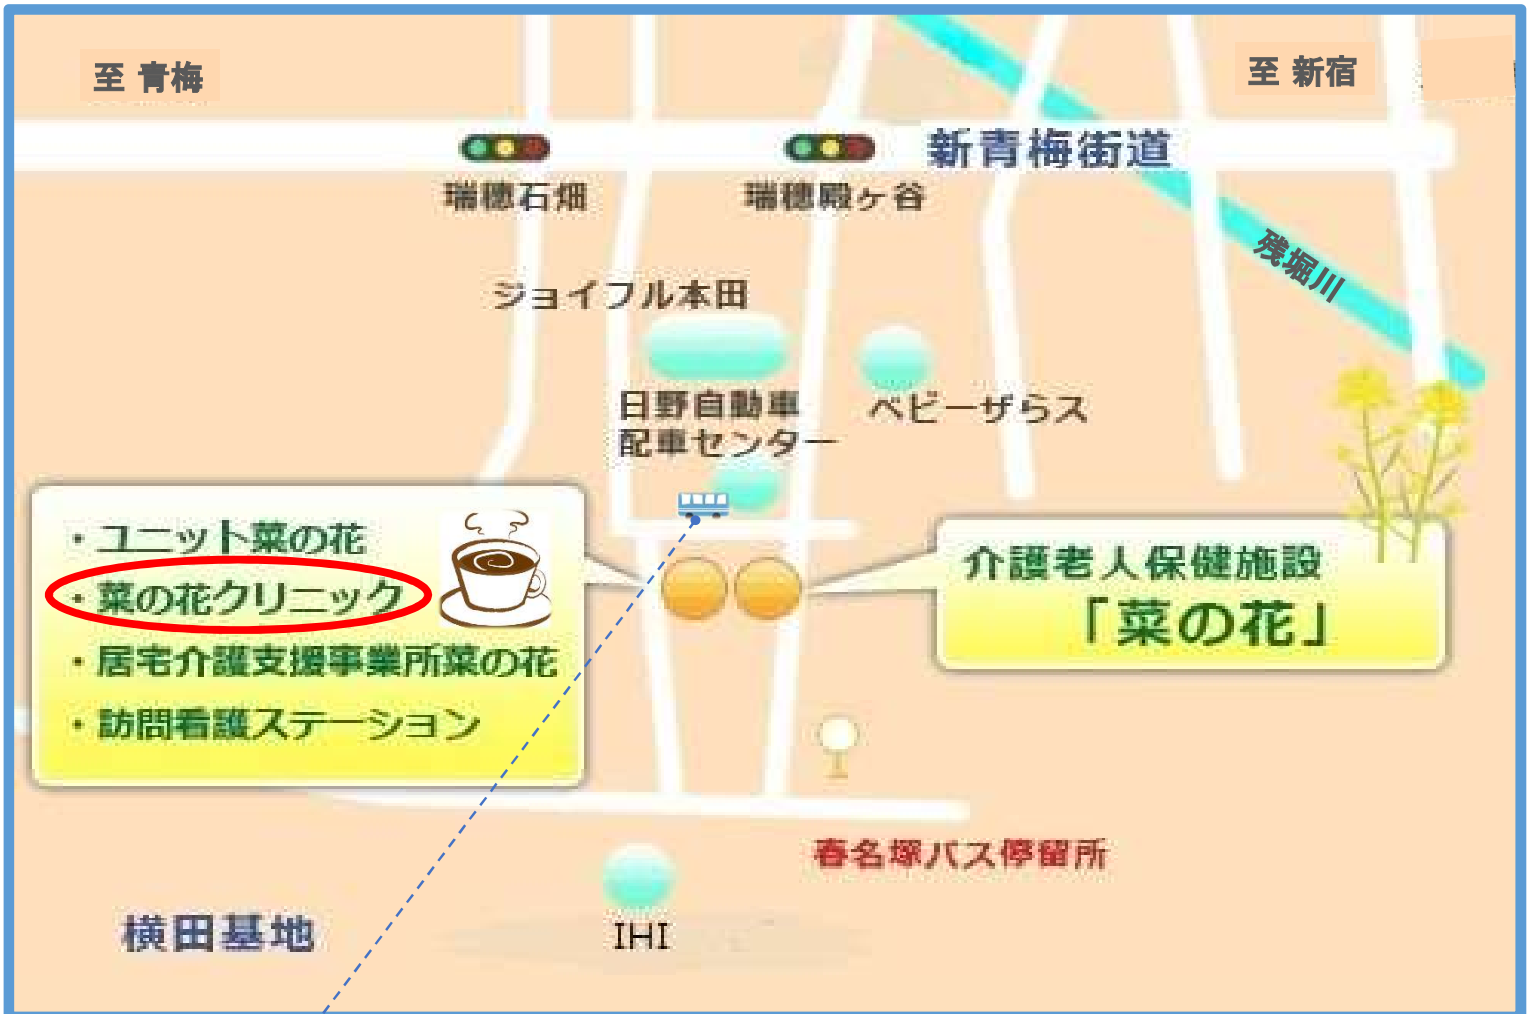 至 青梅
至 新宿
新青梅街道
瑞穂石畑
瑞穂殿ヶ谷
残堀川
ジョイフル本田
日野自動車
配車センター
ベビーザらス
・ユニット菜の花
・菜の花クリニック
・居宅介護支援事業所菜の花
・訪問看護ステーション
介護老人保健施設
「菜の花」
春名塚バス停留所
IHI
横田基地